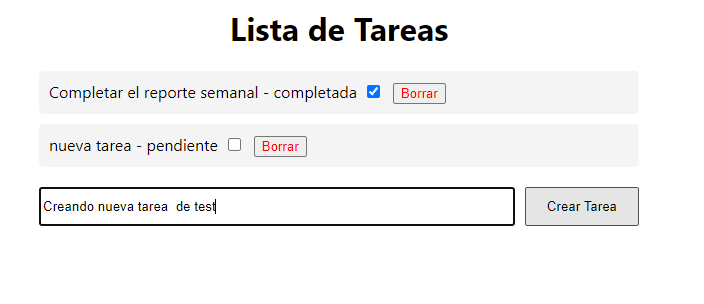 Lista de Tareas
Completar el reporte semanal - completada Borrar
nueva tarea - pendiente Borrar
Creando nueva tarea  de test Crear Tarea